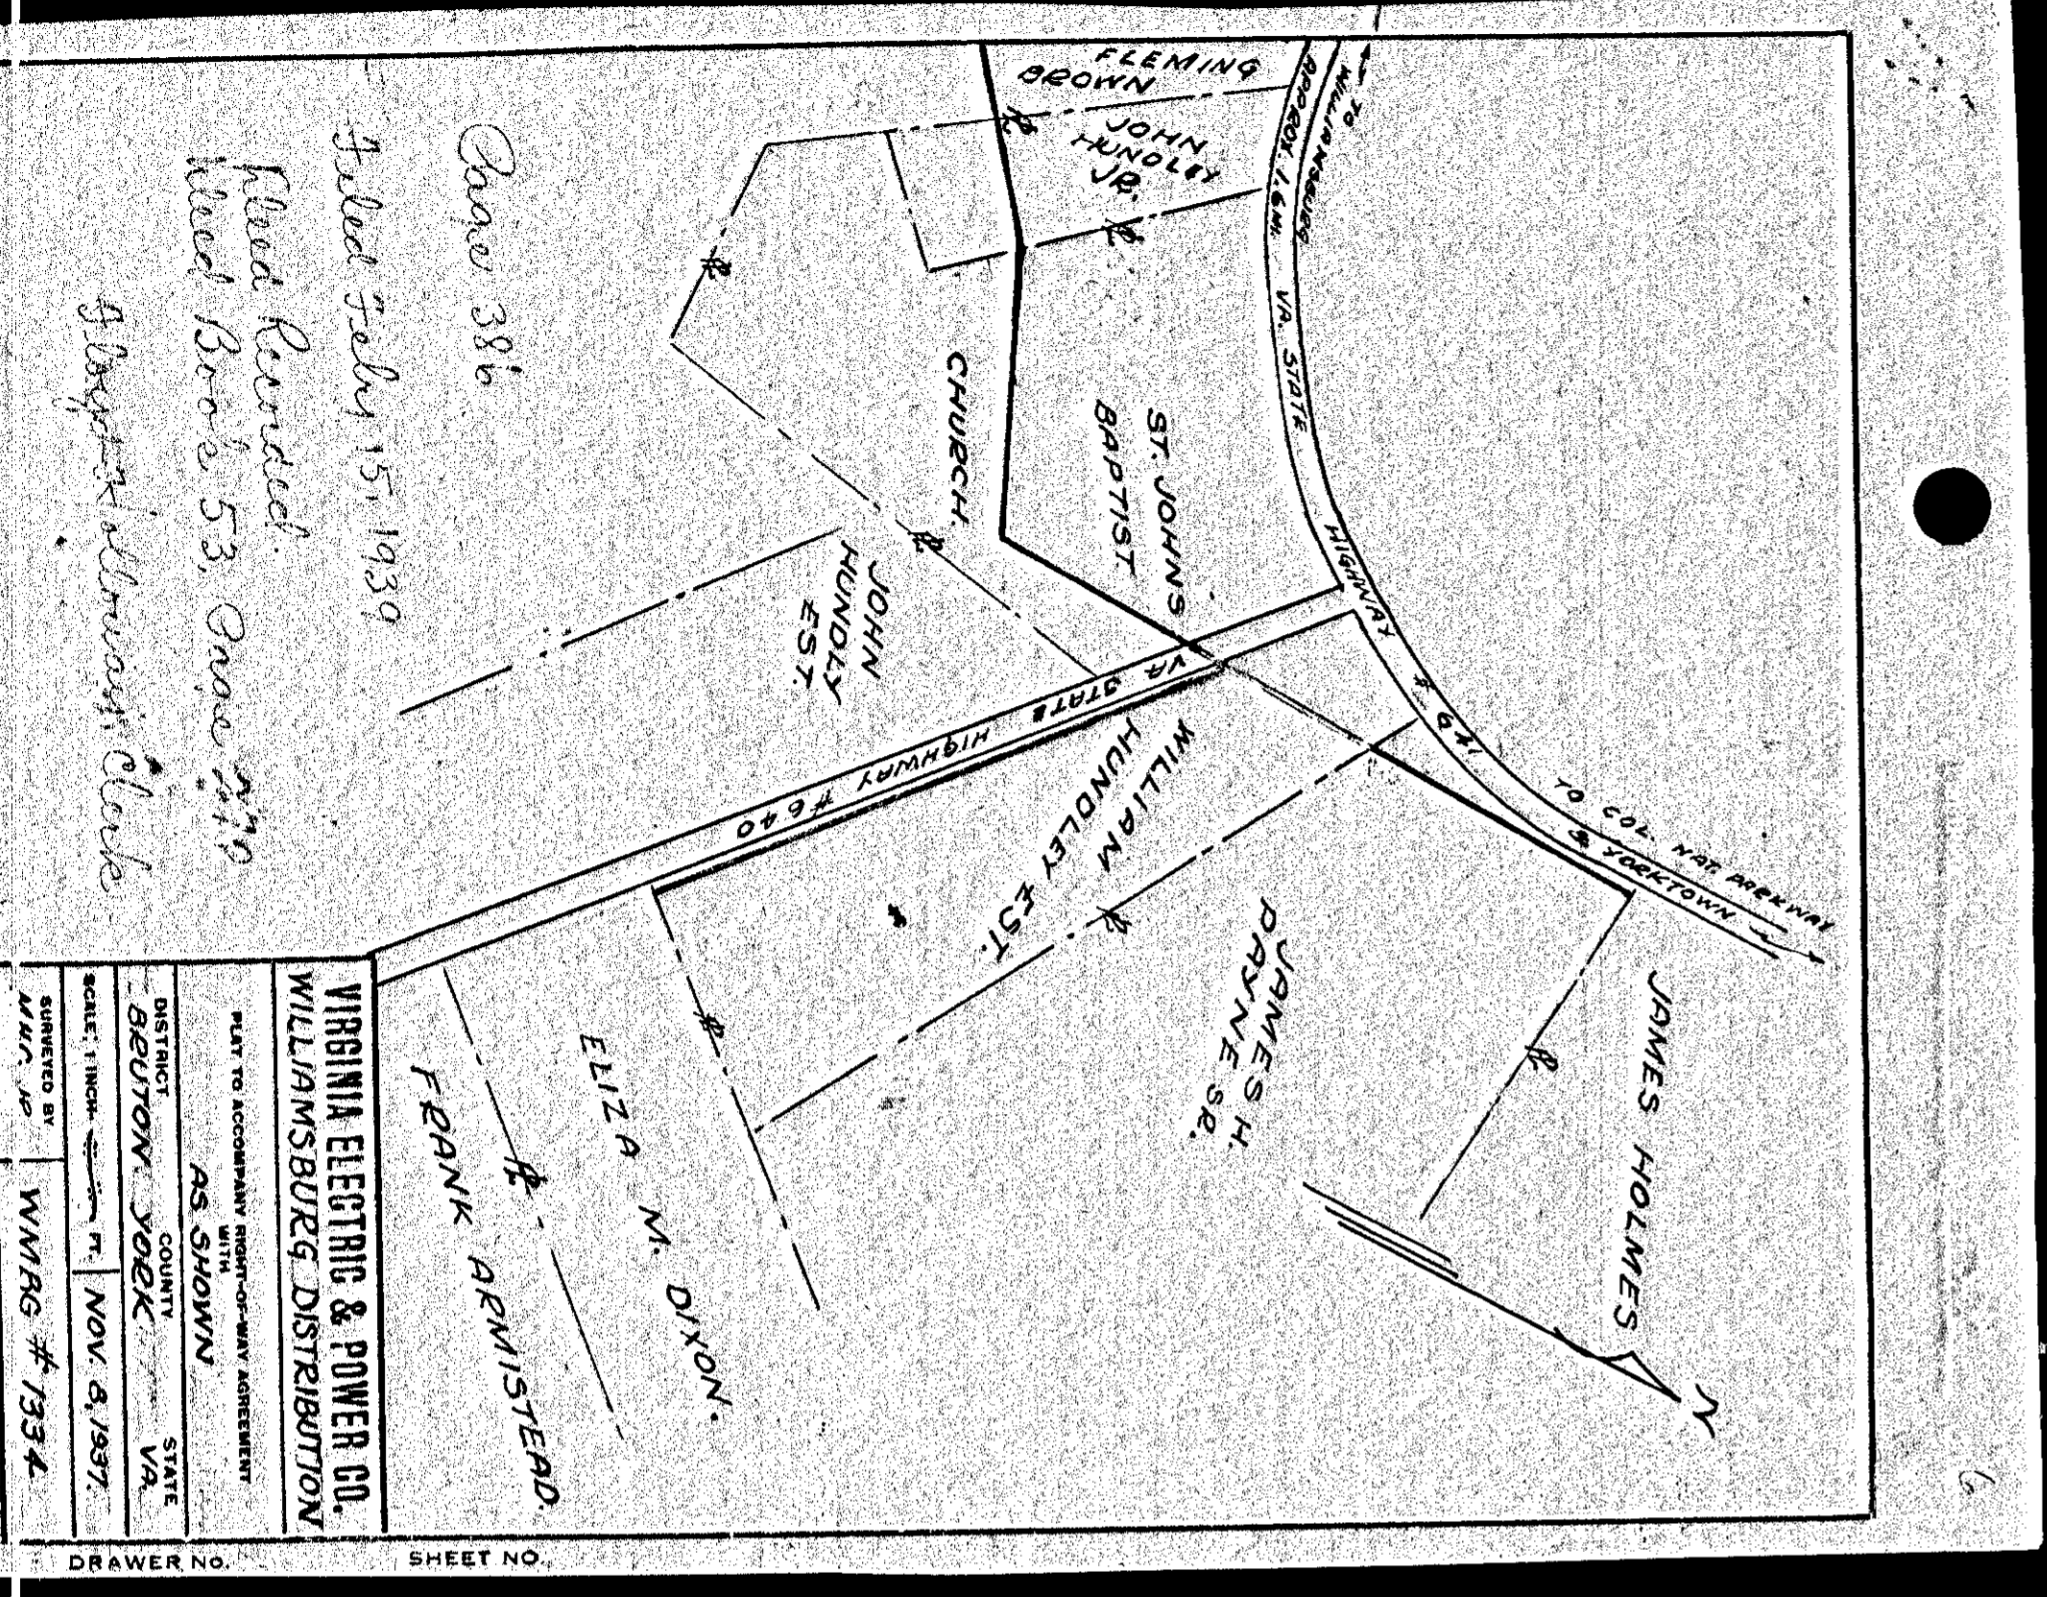 FLEMING
BROWN
JOHN
HUNDLEY
JR.
← TO WILLIAMSBURG
APPROX. 1.6 M.
VA. STATE HIGHWAY # 641
TO COL. NAT. PARKWAY
& YORKTOWN
ST. JOHNS
BAPTIST
CHURCH.
JOHN
HUNDLY
EST.
VA STATE HIGHWAY #640
WILLIAM
HUNDLEY EST.
JAMES H.
PAYNE SR.
JAMES HOLMES
N
ELIZA M. DIXON.
FRANK ARMISTEAD.
Page 386
Filed Feby 15, 1939
Deed Recorded.
Deed Book 53, Page
Clerk
VIRGINIA ELECTRIC & POWER CO.
WILLIAMSBURG DISTRIBUTION
PLAT TO ACCOMPANY RIGHT-OF-WAY AGREEMENT
WITH
AS SHOWN
DISTRICT COUNTY STATE
BRUTON YORK VA.
SCALE: 1 INCH FT. NOV. 8, 1937.
SURVEYED BY
WMBG # 1334
DRAWER NO. SHEET NO.